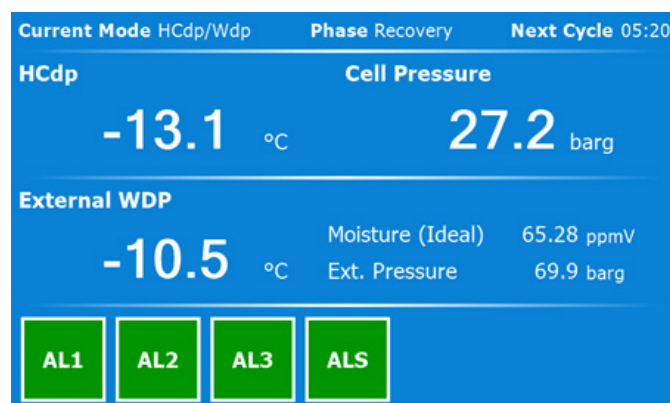 Current Mode HCdp/Wdp Phase Recovery Next Cycle 05:20
HCdp Cell Pressure
-13.1 °C 27.2 barg
External WDP
Moisture (Ideal) 65.28 ppmV
-10.5 °C Ext. Pressure 69.9 barg
AL1 AL2 AL3 ALS